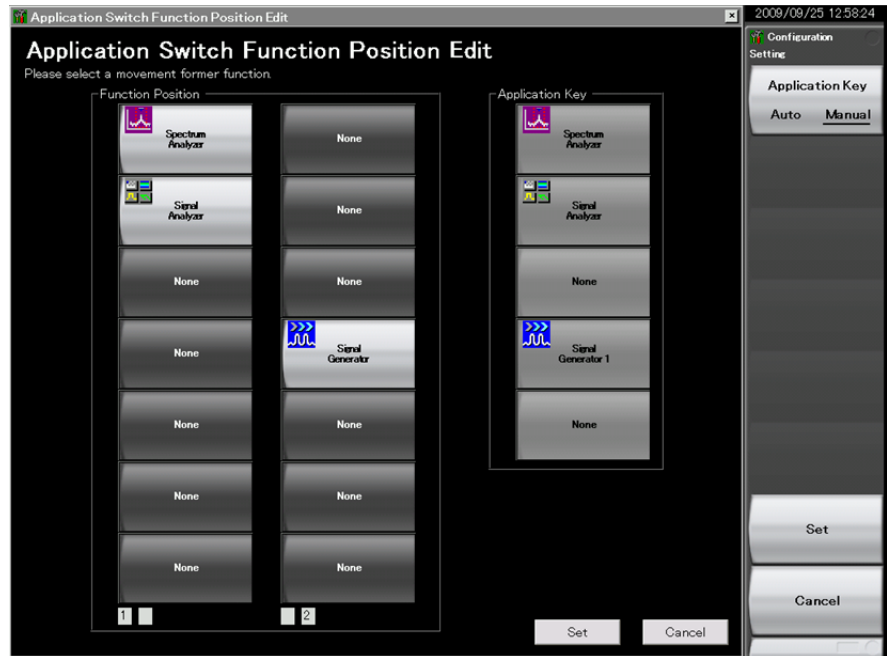 Application Switch Function Position Edit
2009/09/25 12:58:24
Application Switch Function Position Edit
Please select a movement former function.
Function Position
Spectrum
Analyzer
Signal
Analyzer
None
None
None
None
None
1
None
None
None
Signal
Generator
None
None
None
2
Application Key
Spectrum
Analyzer
Signal
Analyzer
None
Signal
Generator 1
None
Set
Cancel
Configuration
Setting
Application Key
Auto Manual
Set
Cancel